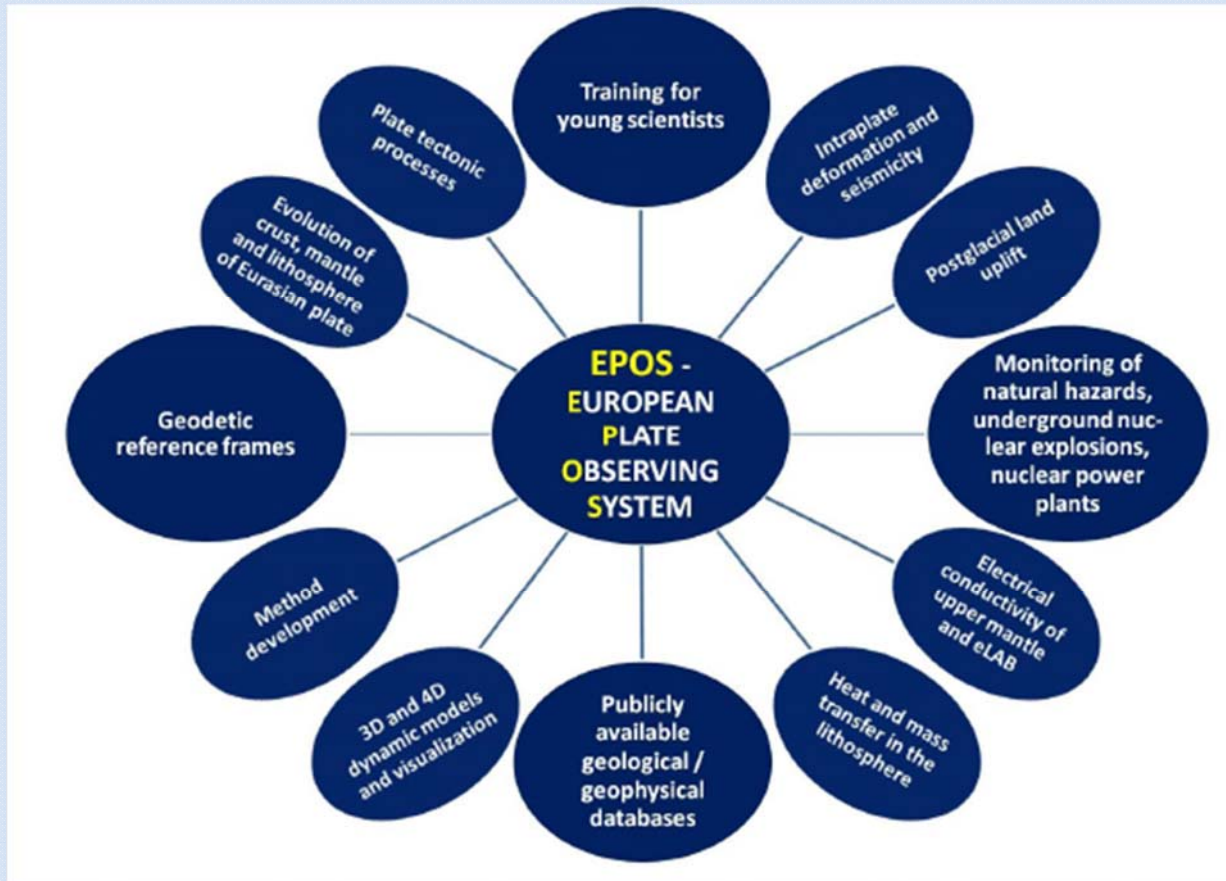 Training for
young scientists
Intraplate
deformation and
seismicity
Postglacial land
uplift
Monitoring of
natural hazards,
underground nuc-
lear explosions,
nuclear power
plants
Electrical
conductivity of
upper mantle
and eLAB
Heat and mass
transfer in the
lithosphere
Publicly
available
geological /
geophysical
databases
3D and 4D
dynamic models
and visualization
Method
development
Geodetic
reference frames
Evolution of
crust, mantle
and lithosphere
of Eurasian plate
Plate tectonic
processes
EPOS -
EUROPEAN
PLATE
OBSERVING
SYSTEM